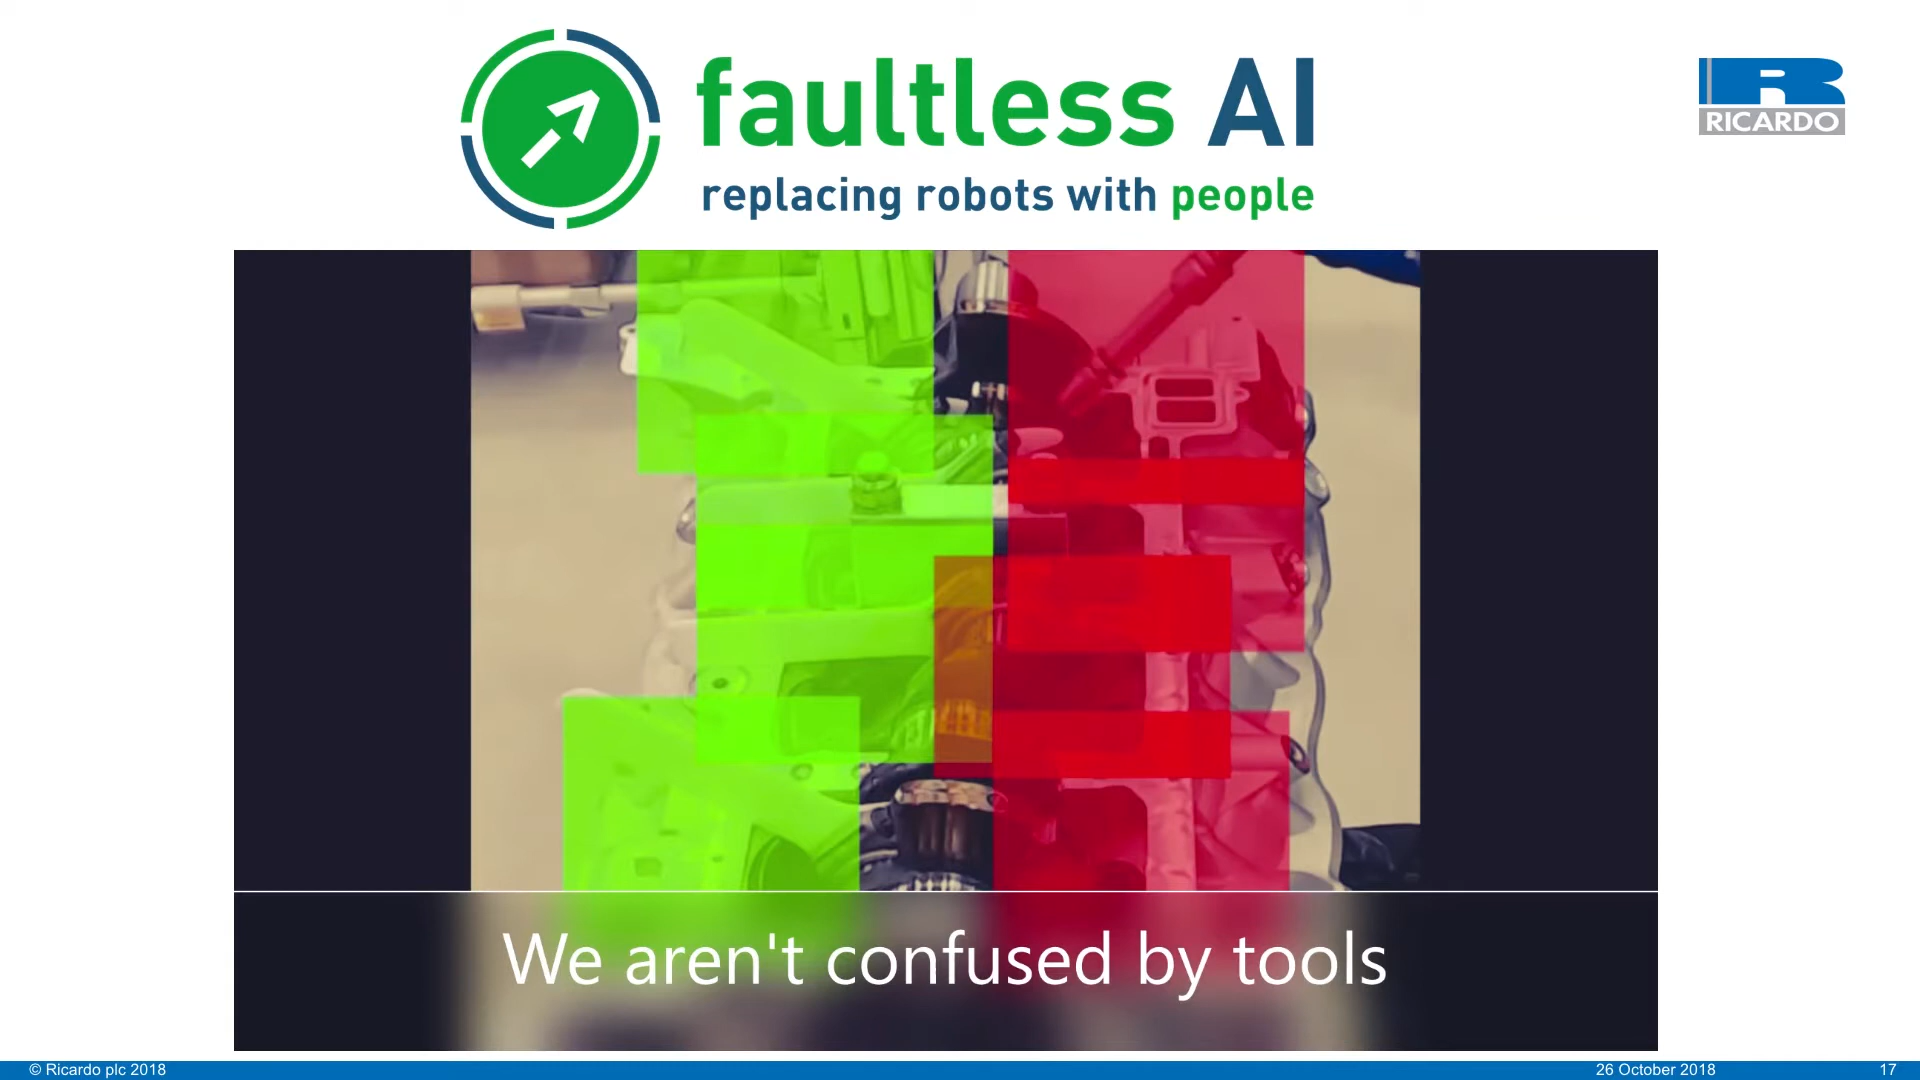 faultless AI
replacing robots with people
RICARDO
We aren't confused by tools
© Ricardo plc 2018
26 October 2018
17